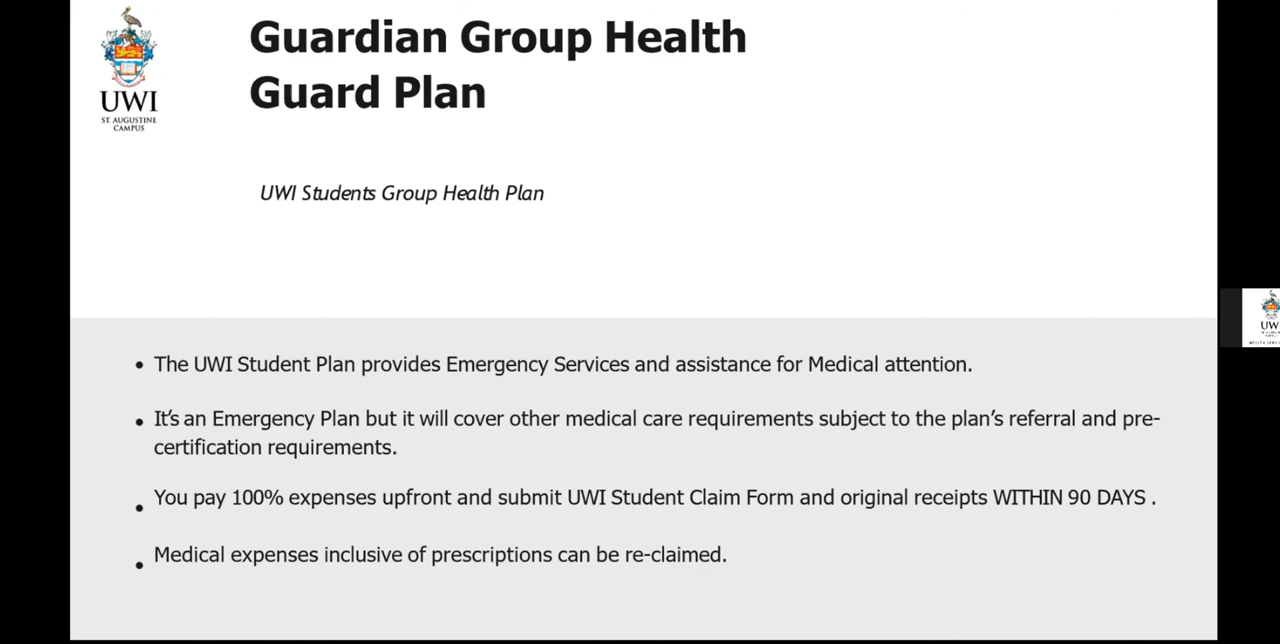 UWI
ST. AUGUSTINE
CAMPUS
Guardian Group Health
Guard Plan
UWI Students Group Health Plan
• The UWI Student Plan provides Emergency Services and assistance for Medical attention.
• It's an Emergency Plan but it will cover other medical care requirements subject to the plan's referral and pre-
certification requirements.
• You pay 100% expenses upfront and submit UWI Student Claim Form and original receipts WITHIN 90 DAYS .
• Medical expenses inclusive of prescriptions can be re-claimed.
UW